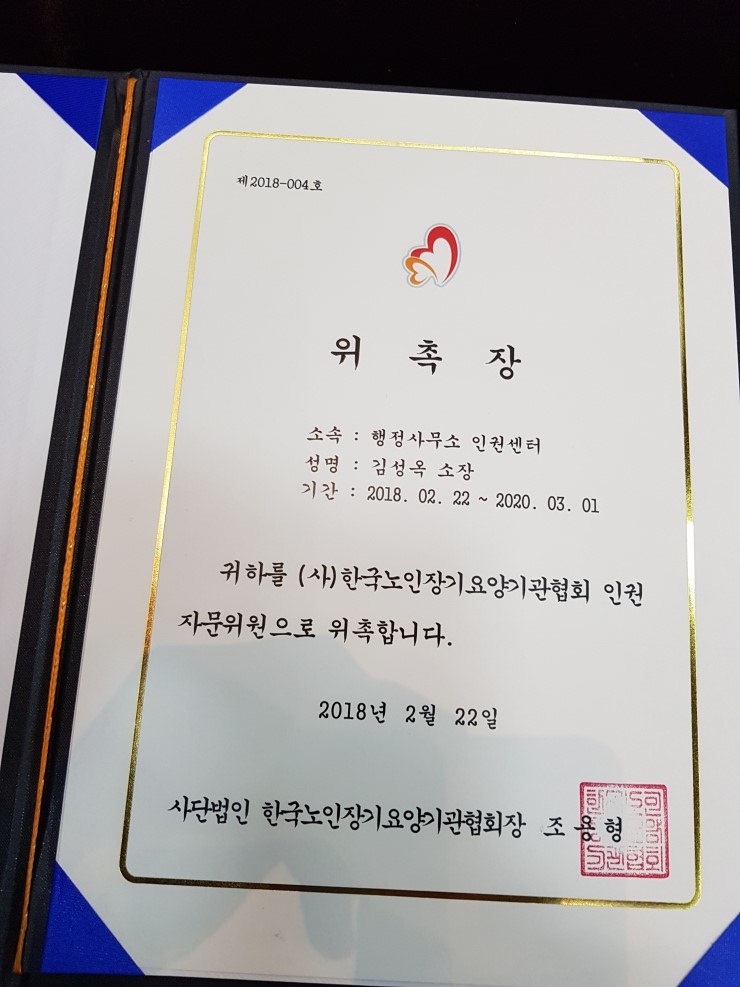 제2018-004호
위 촉 장
소속 : 행정사무소 인권센터
성명 : 김성옥 소장
기간 : 2018. 02. 22 ~ 2020. 03. 01
귀하를 (사)한국노인장기요양기관협회 인권
자문위원으로 위촉합니다.
2018년 2월 22일
사단법인 한국노인장기요양기관협회장 조용형